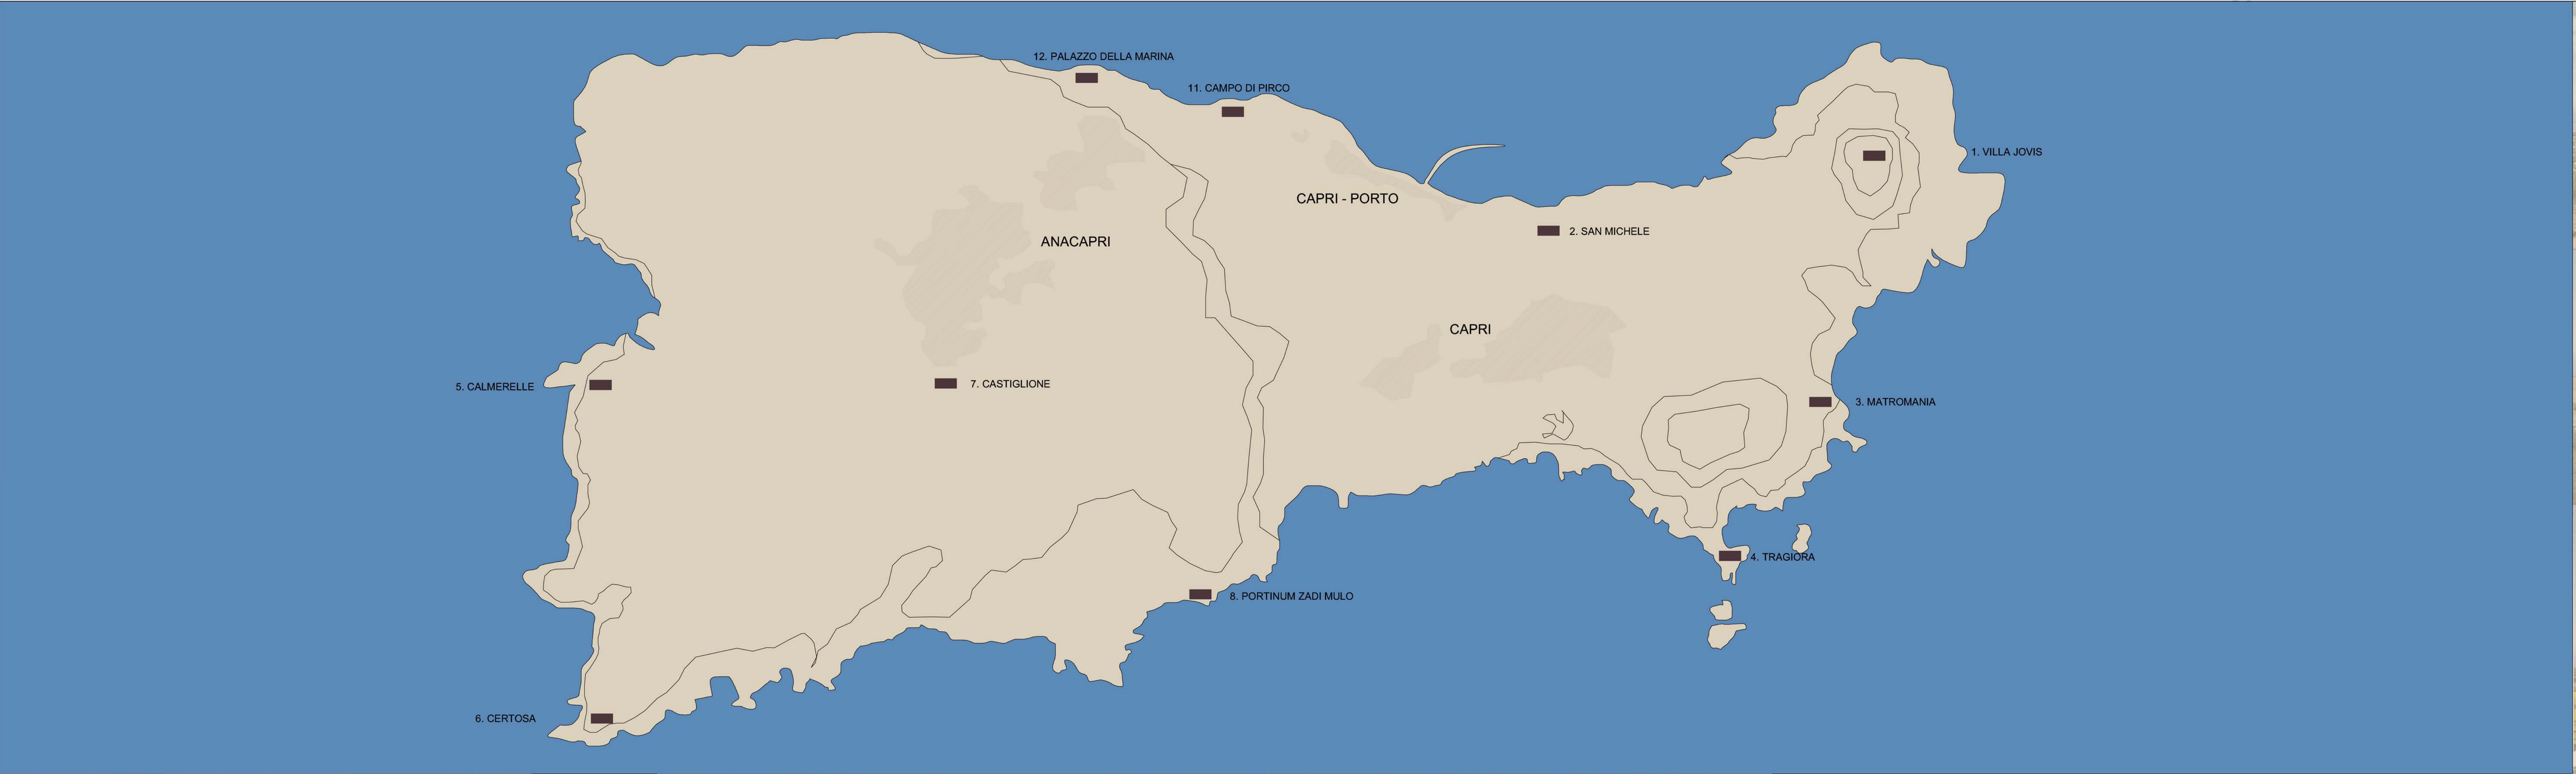 12. PALAZZO DELLA MARINA
11. CAMPO DI PIRCO
1. VILLA JOVIS
CAPRI - PORTO
2. SAN MICHELE
ANACAPRI
CAPRI
5. CALMERELLE
7. CASTIGLIONE
3. MATROMANIA
4. TRAGIORA
8. PORTINUM ZADI MULO
6. CERTOSA